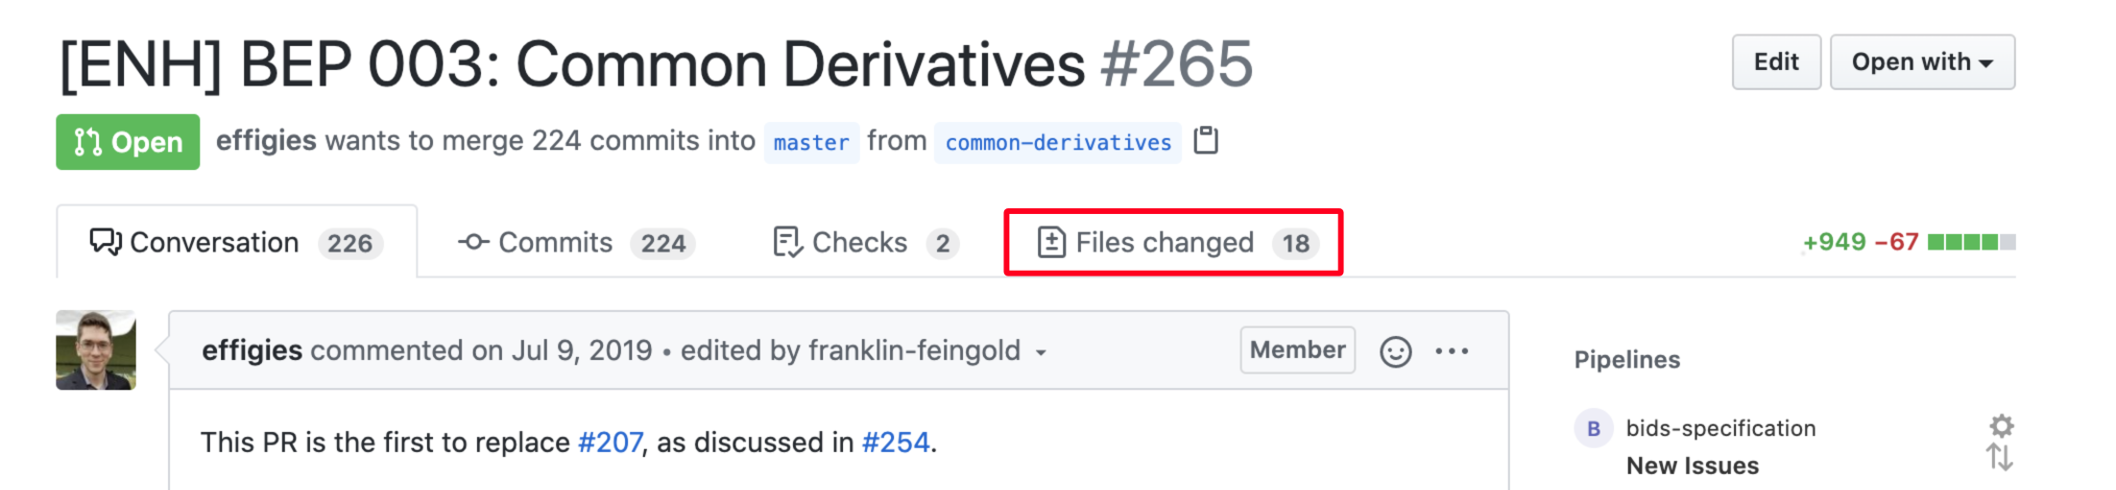 [ENH] BEP 003: Common Derivatives #265
Edit
Open with
Open
effigies wants to merge 224 commits into master from common-derivatives
Conversation 226
Commits 224
Checks 2
Files changed 18
+949 −67
effigies commented on Jul 9, 2019 • edited by franklin-feingold
Member
This PR is the first to replace #207, as discussed in #254.
Pipelines
B bids-specification
New Issues